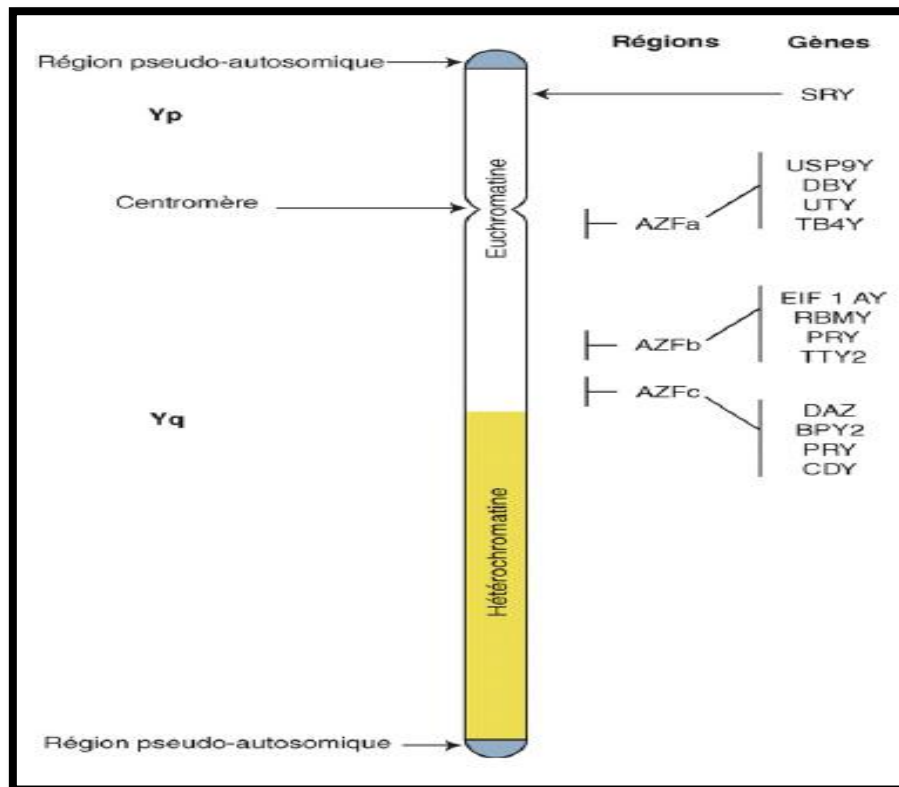 Régions
Gènes
Région pseudo-autosomique
SRY
Yp
USP9Y
DBY
UTY
TB4Y
Centromère
Euchromatine
AZFa
EIF 1 AY
RBMY
PRY
TTY2
AZFb
AZFc
DAZ
BPY2
PRY
CDY
Yq
Hétérochromatine
Région pseudo-autosomique